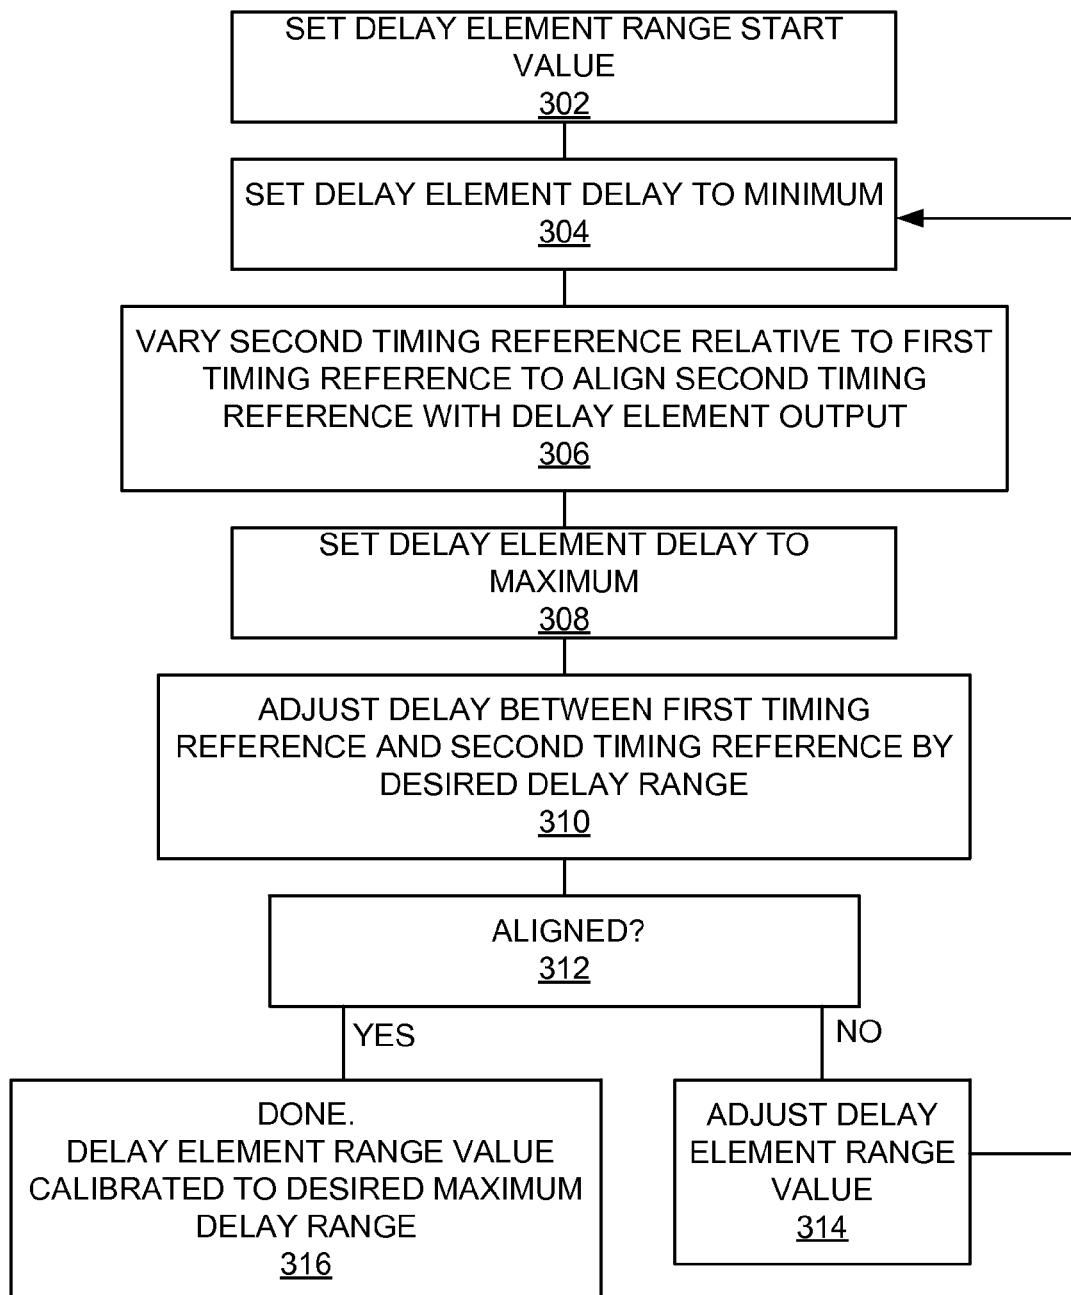 SET DELAY ELEMENT RANGE START
VALUE
302
SET DELAY ELEMENT DELAY TO MINIMUM
304
VARY SECOND TIMING REFERENCE RELATIVE TO FIRST
TIMING REFERENCE TO ALIGN SECOND TIMING
REFERENCE WITH DELAY ELEMENT OUTPUT
306
SET DELAY ELEMENT DELAY TO
MAXIMUM
308
ADJUST DELAY BETWEEN FIRST TIMING
REFERENCE AND SECOND TIMING REFERENCE BY
DESIRED DELAY RANGE
310
ALIGNED?
312
YES
NO
DONE.
DELAY ELEMENT RANGE VALUE
CALIBRATED TO DESIRED MAXIMUM
DELAY RANGE
316
ADJUST DELAY
ELEMENT RANGE
VALUE
314